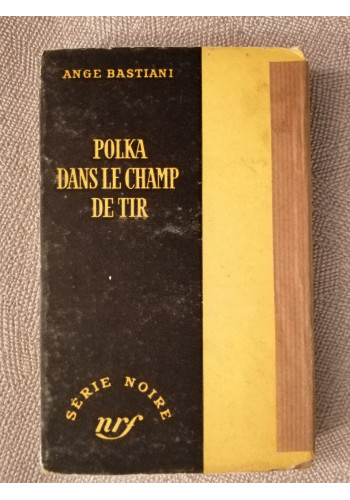 ANGE BASTIANI
POLKA
DANS LE CHAMP
DE TIR
SÉRIE NOIRE
nrf